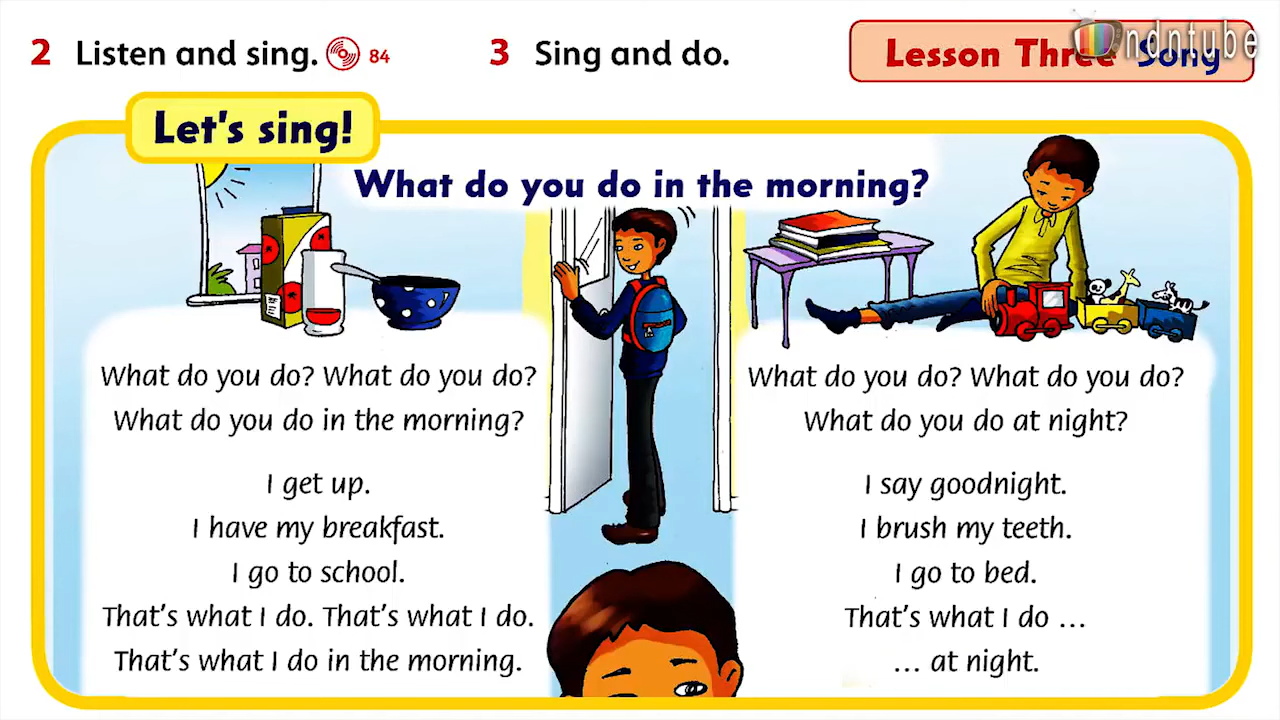 2 Listen and sing. 84
3 Sing and do.
Lesson Three Song
ndntube
Let's sing!
What do you do in the morning?
What do you do? What do you do?
What do you do in the morning?
I get up.
I have my breakfast.
I go to school.
That's what I do. That's what I do.
That's what I do in the morning.
What do you do? What do you do?
What do you do at night?
I say goodnight.
I brush my teeth.
I go to bed.
That's what I do ...
... at night.